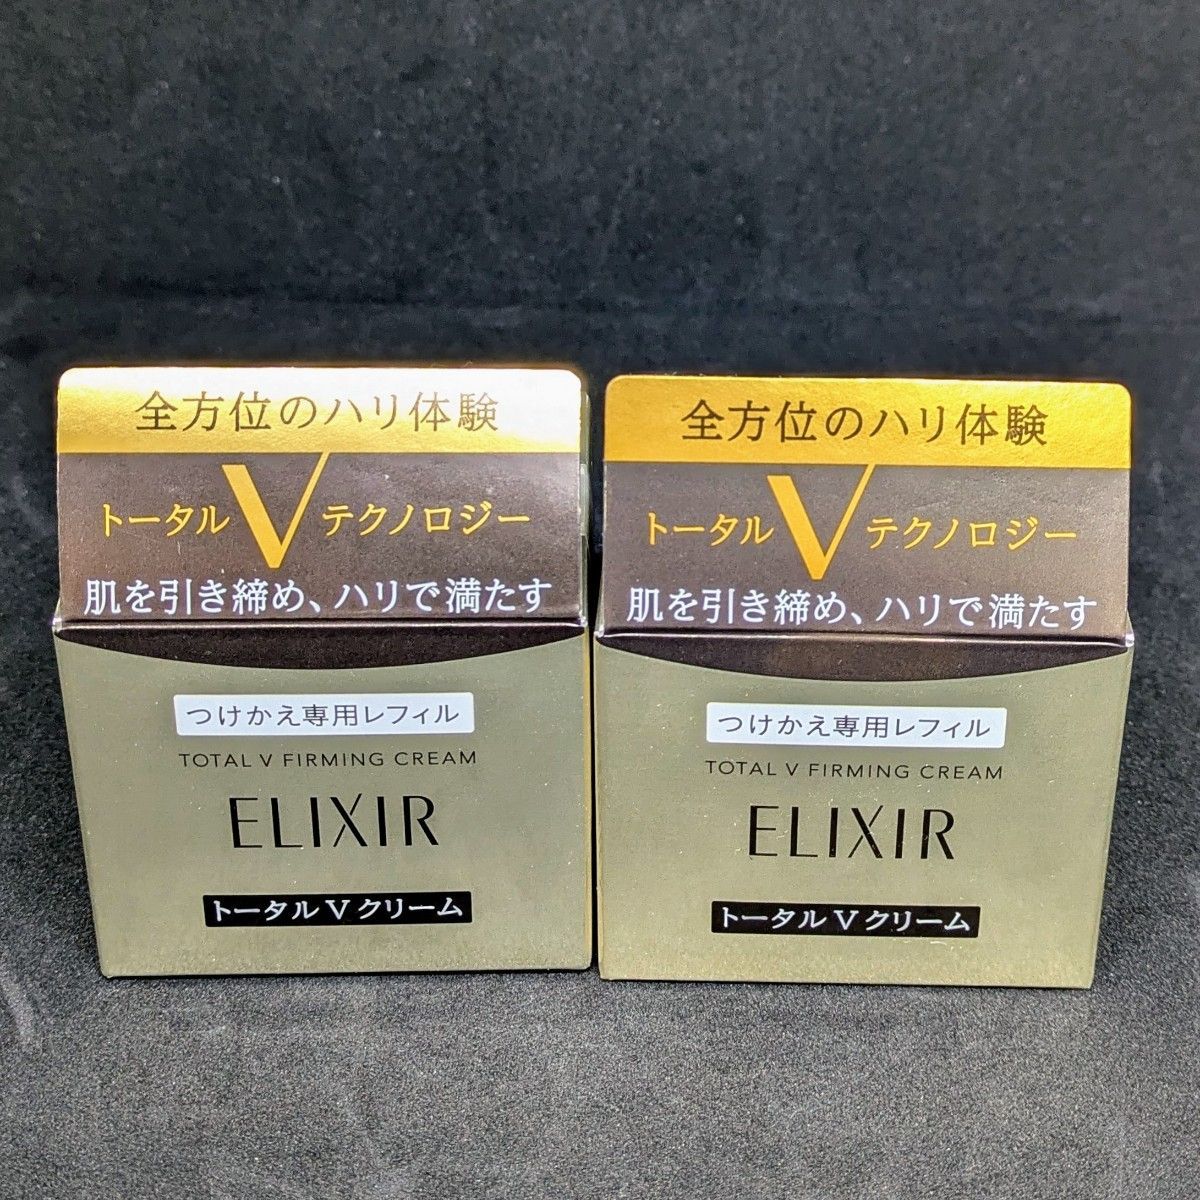 全方位のハリ体験
トータルVテクノロジー
肌を引き締め、ハリで満たす
つけかえ専用レフィル
TOTAL V FIRMING CREAM
ELIXIR
トータルVクリーム
全方位のハリ体験
トータルVテクノロジー
肌を引き締め、ハリで満たす
つけかえ専用レフィル
TOTAL V FIRMING CREAM
ELIXIR
トータルVクリーム